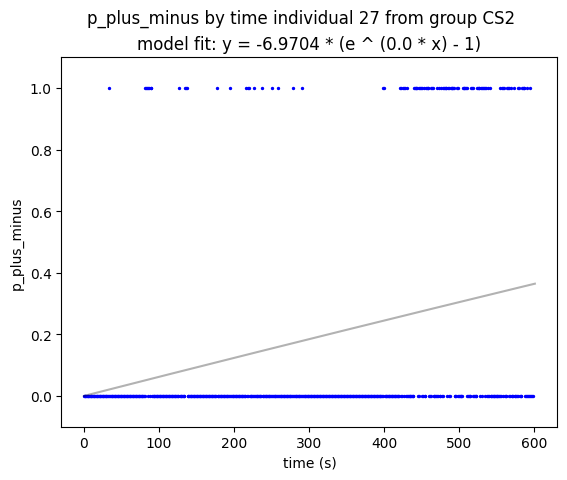 p_plus_minus by time individual 27 from group CS2
model fit: y = -6.9704 * (e ^ (0.0 * x) - 1)
1.0
0.8
0.6
0.4
0.2
0.0
p_plus_minus
0 100 200 300 400 500 600
time (s)